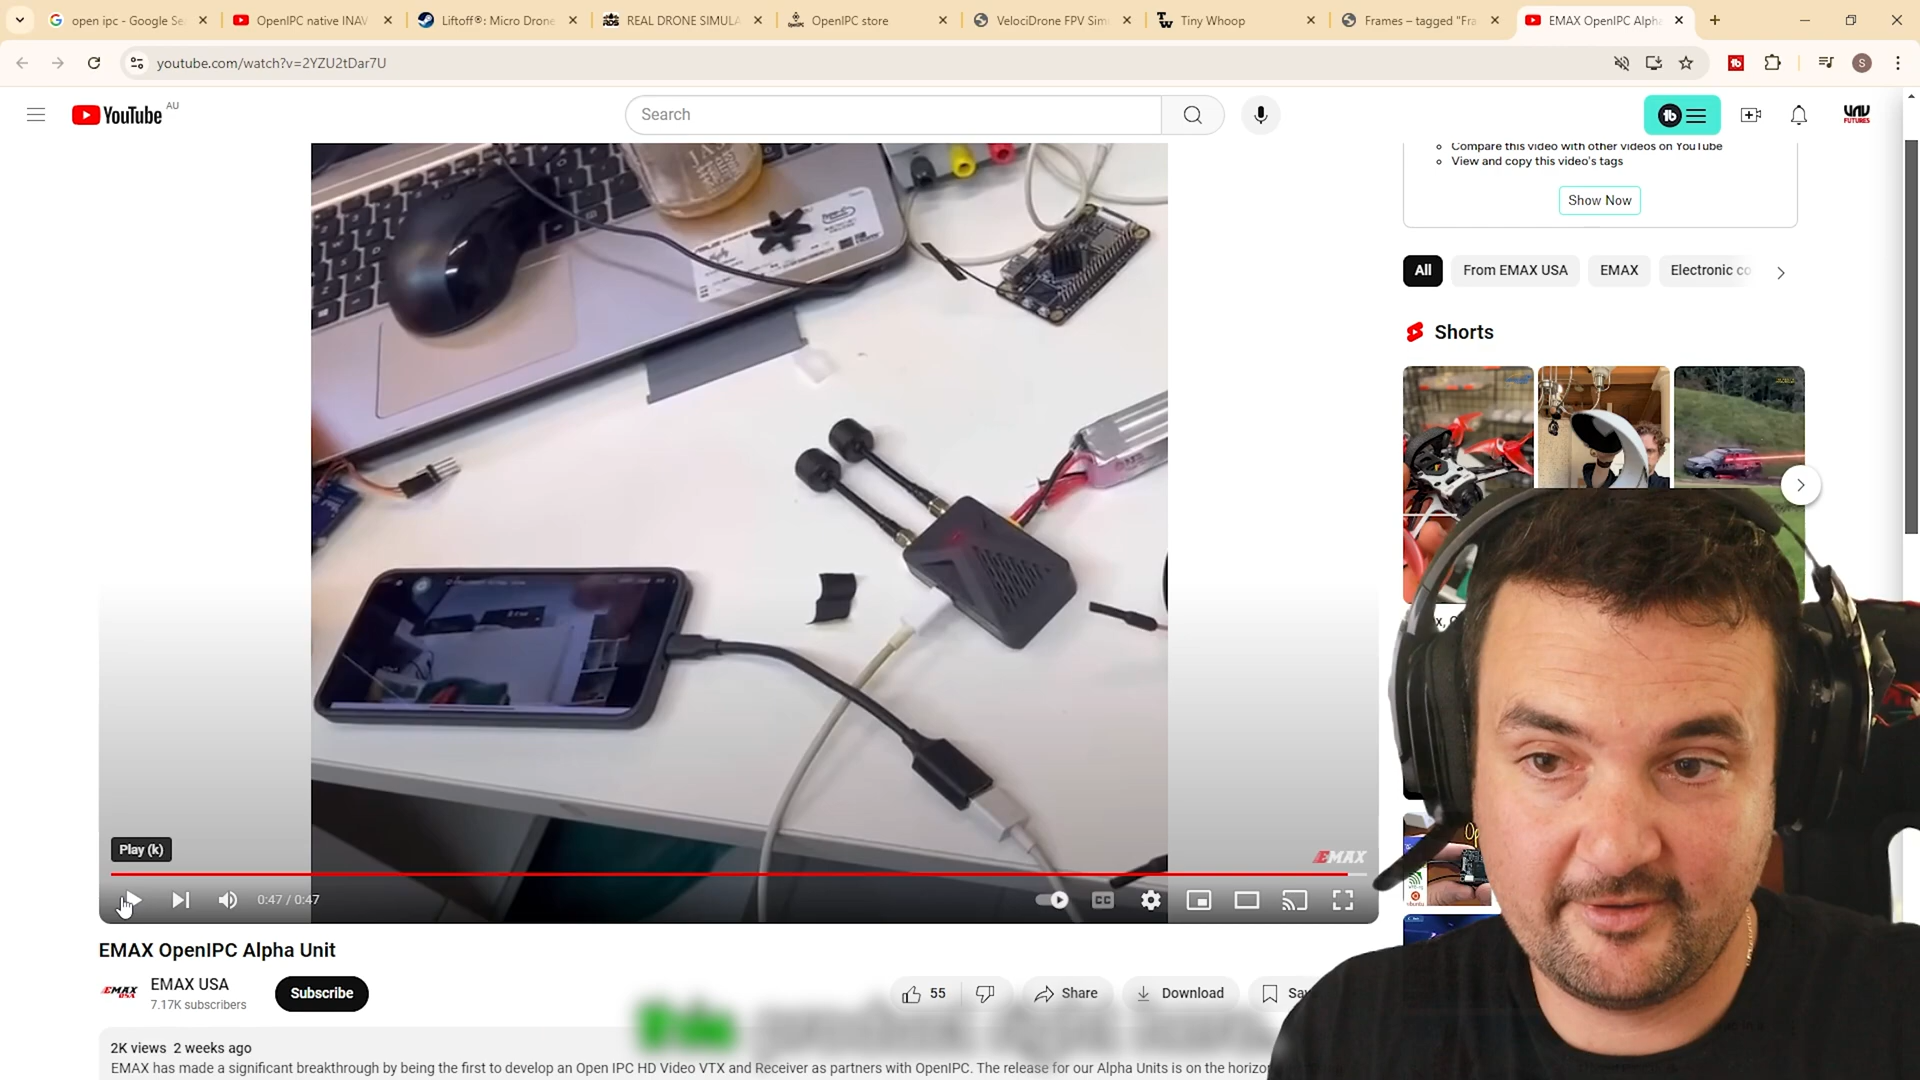 open ipc - Google Se
OpenIPC native INAV
Liftoff®: Micro Drone
REAL DRONE SIMULA
OpenIPC store
VelociDrone FPV Sim
Tiny Whoop
Frames – tagged "Fra
EMAX OpenIPC Alph
youtube.com/watch?v=2YZU2tDar7U
S
YouTube AU
Search
UAV
FUTURES
Compare this video with other videos on YouTube
View and copy this video's tags
Show Now
All
From EMAX USA
EMAX
Electronic co
Shorts
Play (k)
EMAX
0:47 / 0:47
CC
EMAX OpenIPC Alpha Unit
EMAX USA
7.17K subscribers
Subscribe
55
Share
Download
Sa
2K views 2 weeks ago
EMAX has made a significant breakthrough by being the first to develop an Open IPC HD Video VTX and Receiver as partners with OpenIPC. The release for our Alpha Units is on the horizo